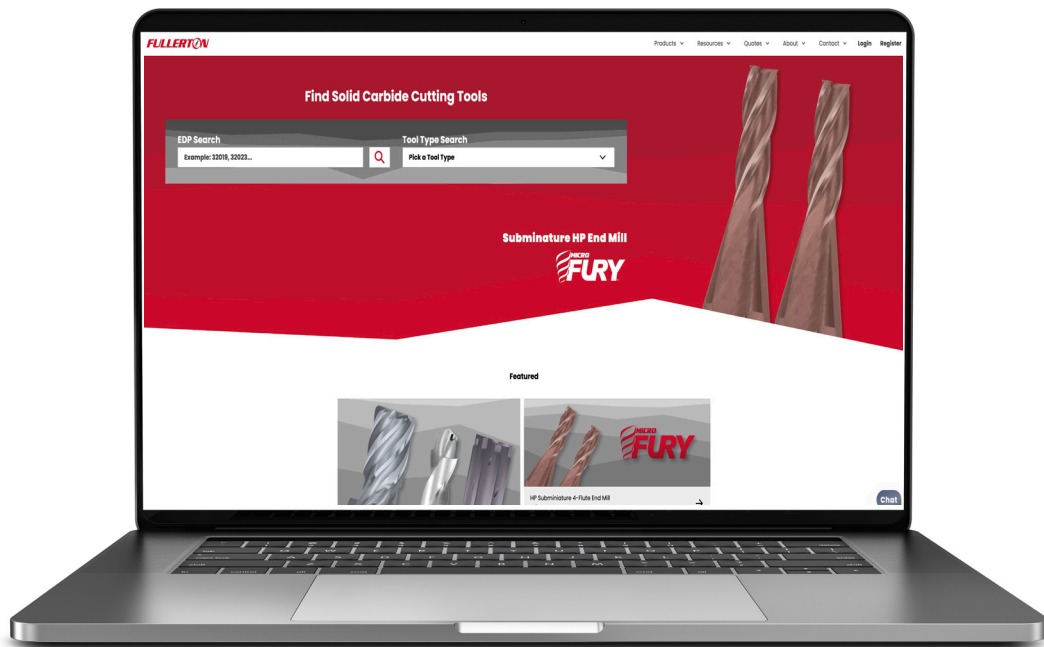 FULLERTON
Products Resources Quotes About Contact Login Register
Find Solid Carbide Cutting Tools
EDP Search
Tool Type Search
Example: 32019, 32023...
Pick a Tool Type
Subminature HP End Mill
MICRO
FURY
Featured
MICRO
FURY
HP Subminiature 4-Flute End Mill
Chat